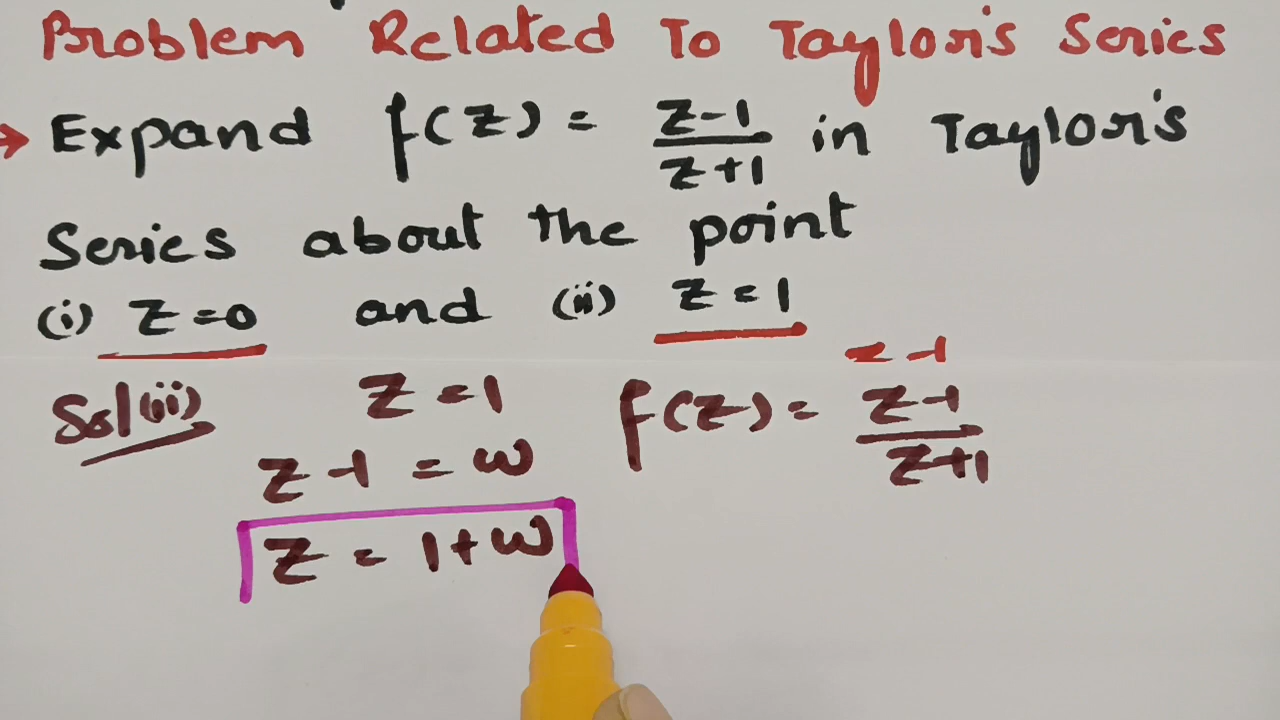 Problem Related To Taylor's Series
→ Expand f(z) = z-1/z+1 in Taylor's
Series about the point
(i) z=0 and (ii) z=1
z-1
Sol(ii) z=1 f(z) = z-1/z+1
z-1 = ω
z = 1+ω